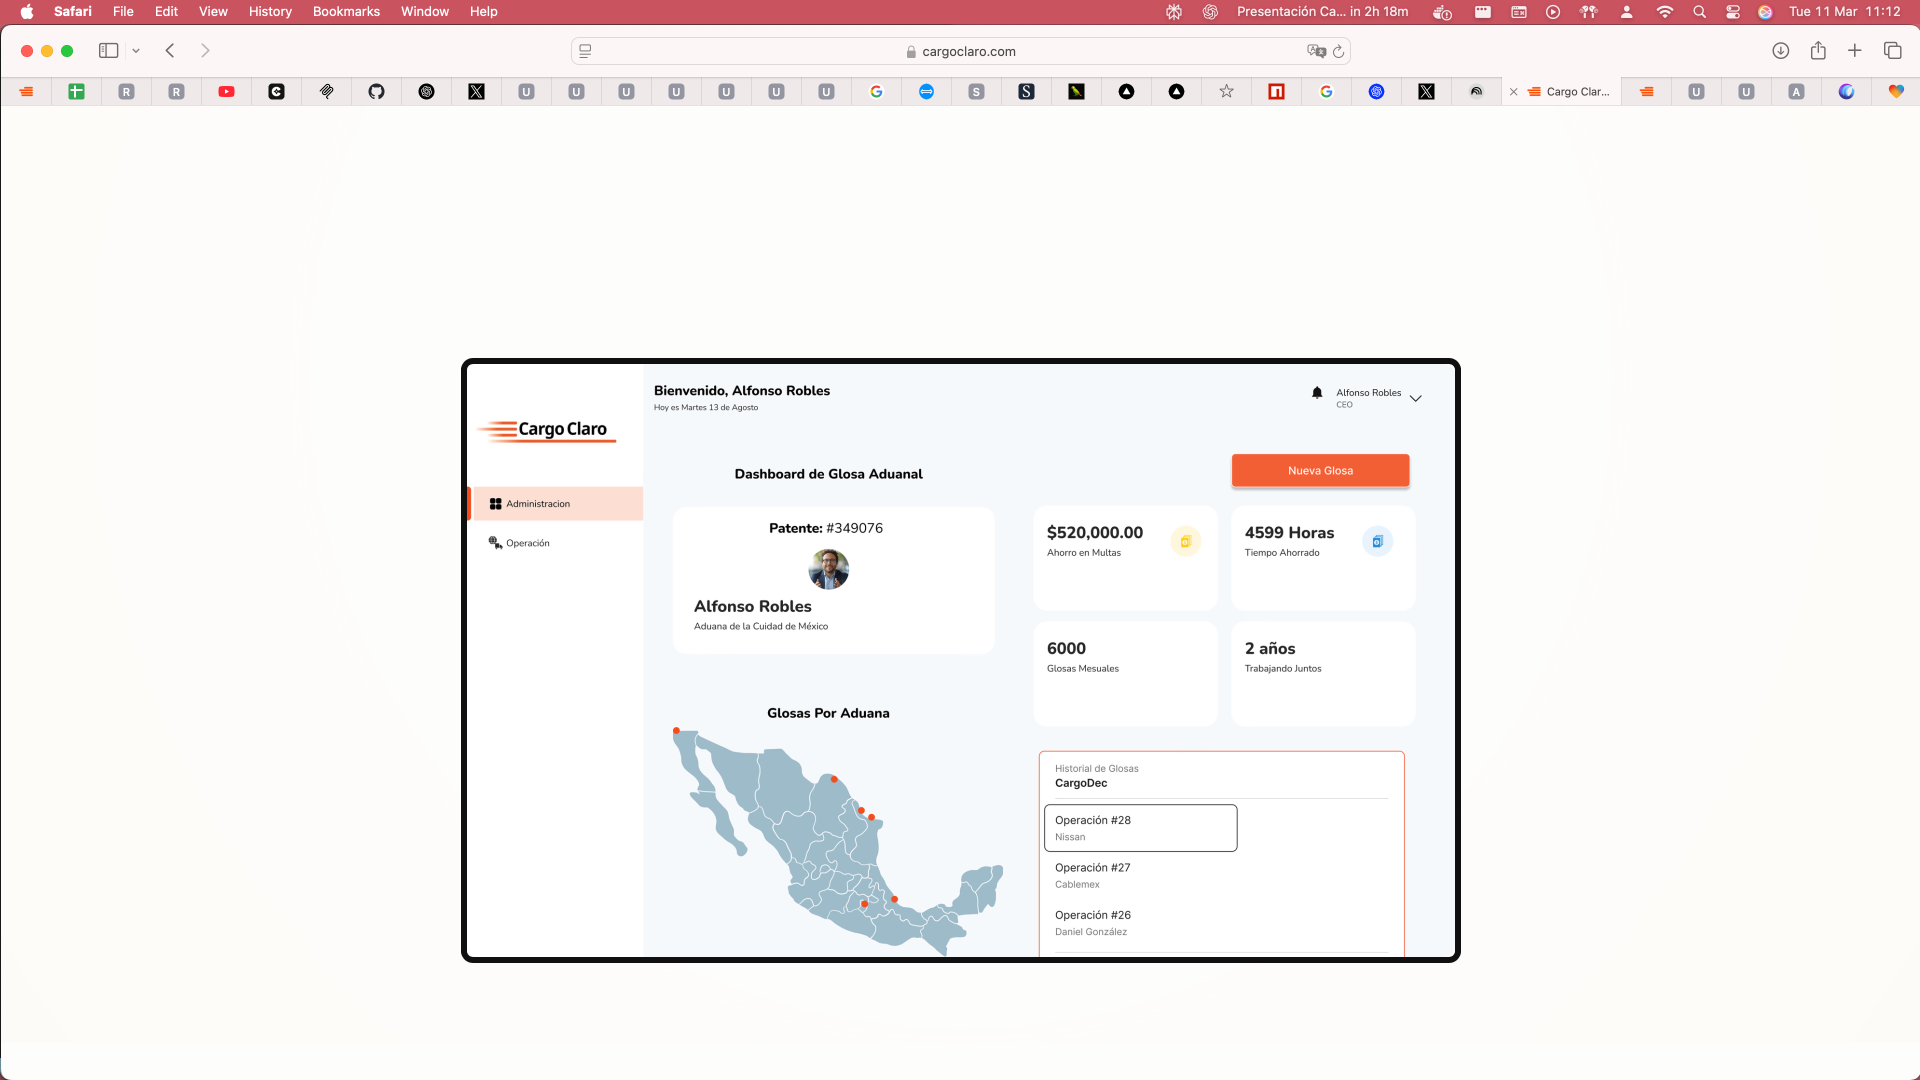 Safari File Edit View History Bookmarks Window Help
Presentación Ca... in 2h 18m
Tue 11 Mar 11:12
cargoclaro.com
R
R
U
U
U
U
U
U
U
S
S
Cargo Clar...
U
U
A
Bienvenido, Alfonso Robles
Hoy es Martes 13 de Agosto
Alfonso Robles
CEO
Cargo Claro
Administracion
Operación
Dashboard de Glosa Aduanal
Nueva Glosa
Patente: #349076
Alfonso Robles
Aduana de la Cuidad de México
$520,000.00
Ahorro en Multas
4599 Horas
Tiempo Ahorrado
6000
Glosas Mesuales
2 años
Trabajando Juntos
Glosas Por Aduana
Historial de Glosas
CargoDec
Operación #28
Nissan
Operación #27
Cablemex
Operación #26
Daniel González